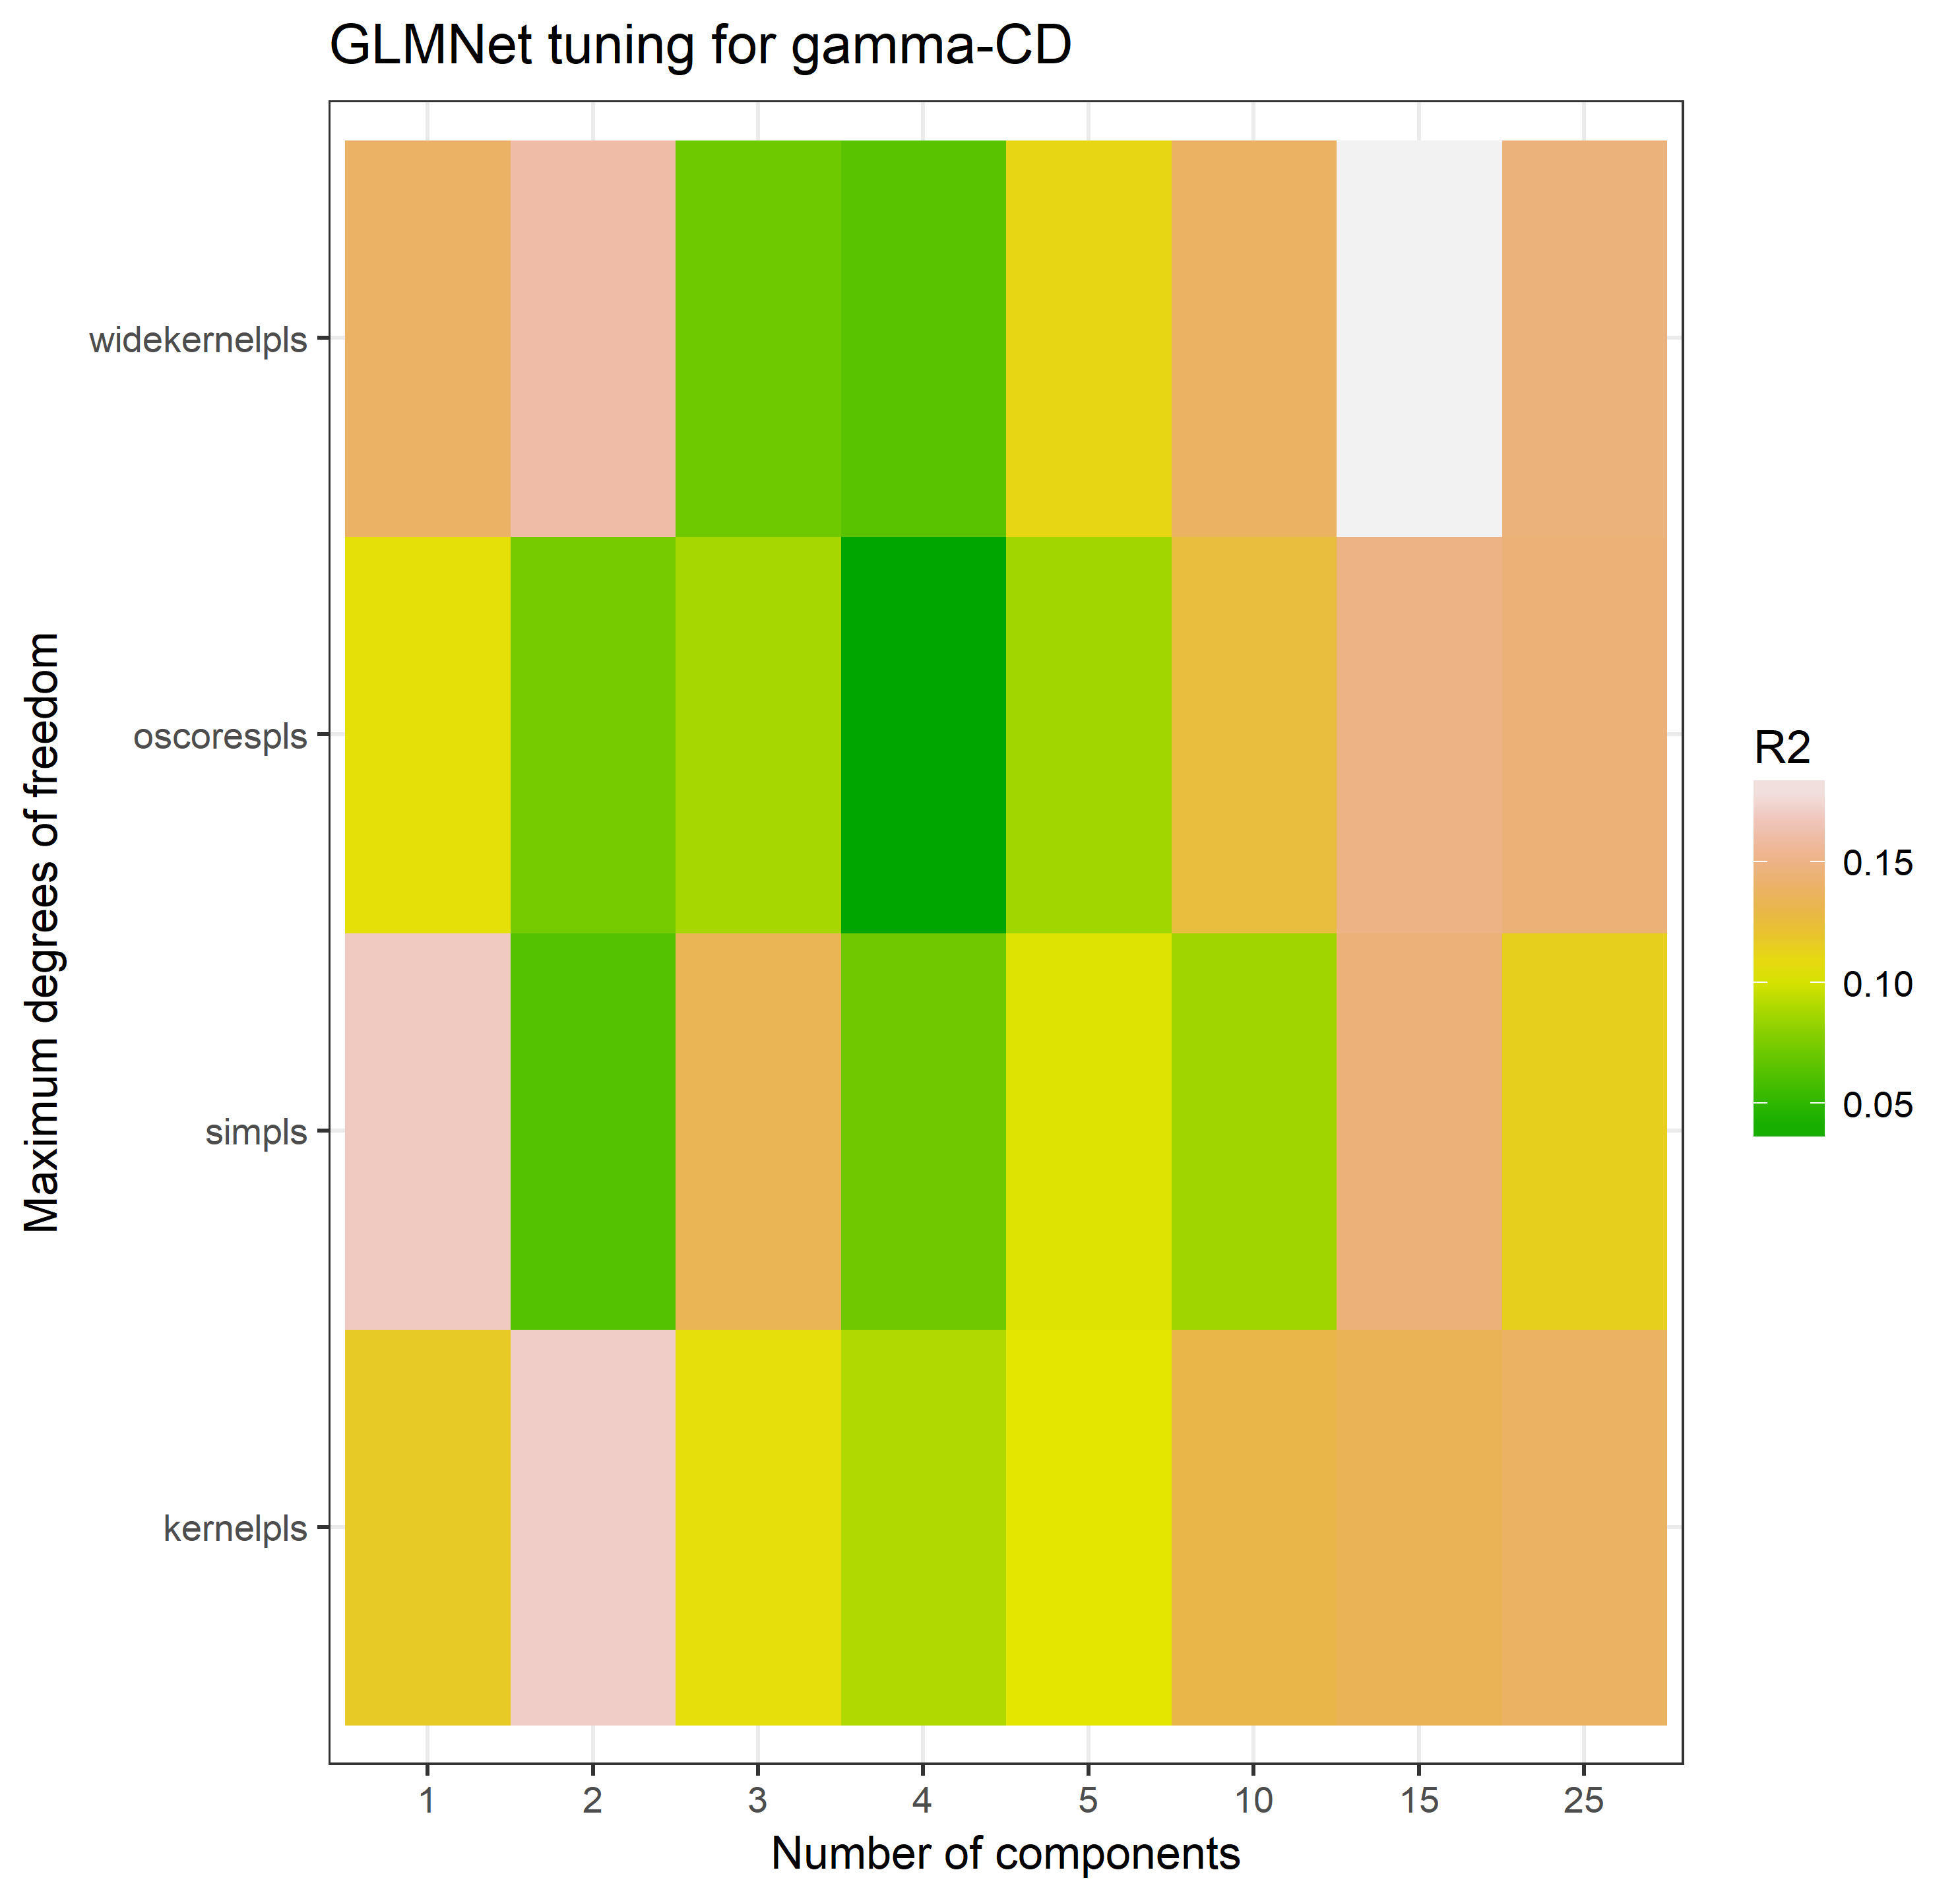 GLMNet tuning for gamma-CD
Maximum degrees of freedom
widekernelpls
oscorespls
simpls
kernelpls
1 2 3 4 5 10 15 25
Number of components
R2
0.15
0.10
0.05